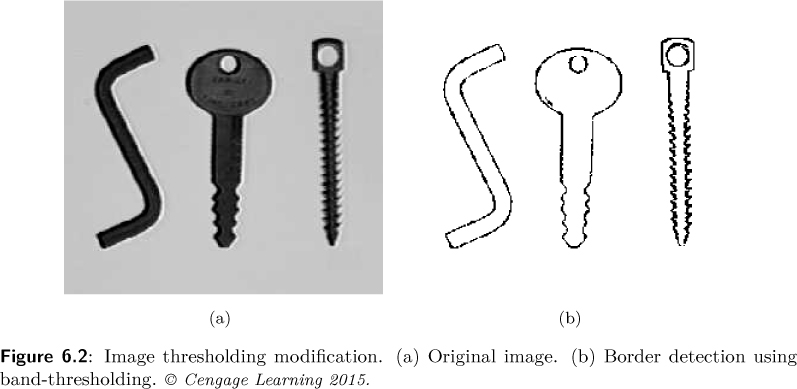 (a)
(b)
Figure 6.2: Image thresholding modification. (a) Original image. (b) Border detection using
band-thresholding. © Cengage Learning 2015.